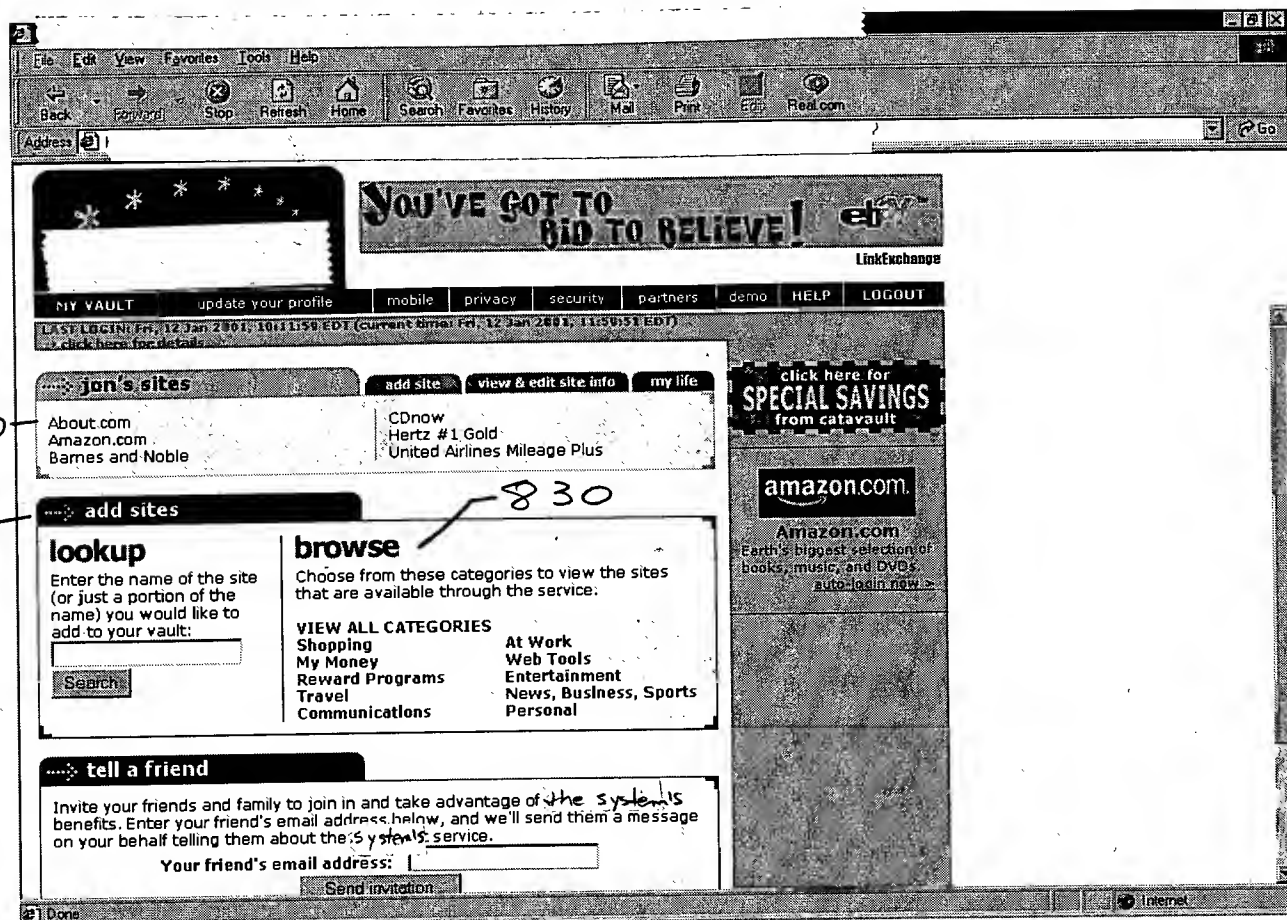 File Edit View Favorites Tools Help
Back Forward Stop Refresh Home Search Favorites History Mail Print Edit Real.com
Address Go
YOU'VE GOT TO
BID TO BELIEVE!
LinkExchange
MY VAULT update your profile mobile privacy security partners demo HELP LOGOUT
LAST LOGIN: Fri, 12 Jan 2001, 10:11:59 EDT (current time: Fri, 12 Jan 2001, 11:59:51 EDT)
click here for details
jon's sites add site view & edit site info my life
About.com
Amazon.com
Barnes and Noble
CDnow
Hertz #1 Gold
United Airlines Mileage Plus
click here for
SPECIAL SAVINGS
from catavault
830
add sites
lookup
Enter the name of the site
(or just a portion of the
name) you would like to
add to your vault:
Search
browse
Choose from these categories to view the sites
that are available through the service:
VIEW ALL CATEGORIES
Shopping
My Money
Reward Programs
Travel
Communications
At Work
Web Tools
Entertainment
News, Business, Sports
Personal
amazon.com.
Amazon.com
Earth's biggest selection of
books, music, and DVDs.
auto-login now >
tell a friend
Invite your friends and family to join in and take advantage of the system's
benefits. Enter your friend's email address below, and we'll send them a message
on your behalf telling them about the system's service.
Your friend's email address:
Send invitation
Done Internet